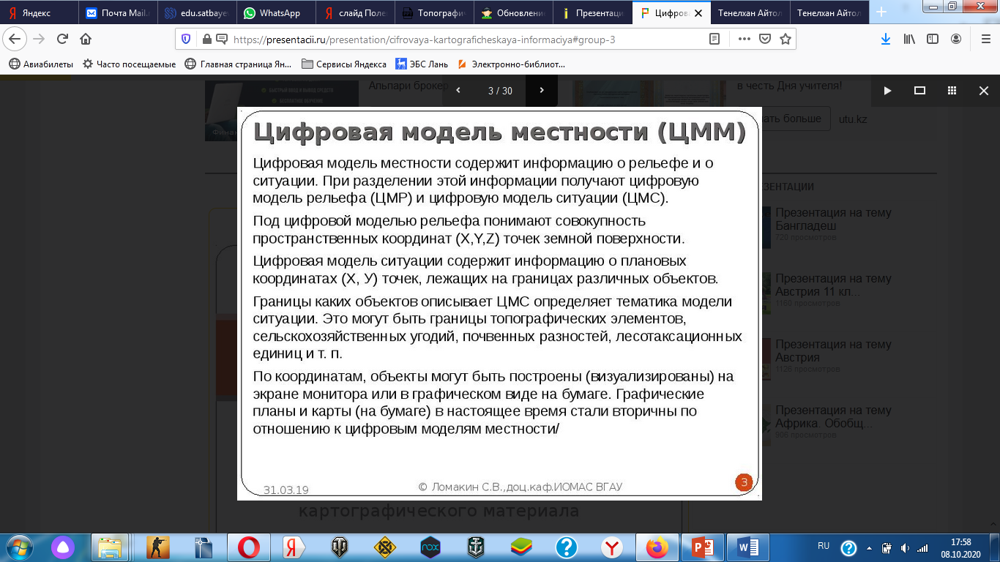 Яндекс
Почта Mail.
edu.satbaye
WhatsApp
слайд Поле
Топографи
Обновлени
Презентаци
Цифров
Тенелхан Айтол
Тенелхан Айтол
https://presentacii.ru/presentation/cifrovaya-kartograficheskaya-informaciya#group-3
Авиабилеты
Часто посещаемые
Главная страница Ян...
Сервисы Яндекса
ЭБС Лань
Электронно-библиот...
Альпари брокер
3 / 30
в честь Дня учителя!
ать больше
utu.kz
Цифровая модель местности (ЦММ)
Цифровая модель местности содержит информацию о рельефе и о
ситуации. При разделении этой информации получают цифровую
модель рельефа (ЦМР) и цифровую модель ситуации (ЦМС).
Под цифровой моделью рельефа понимают совокупность
пространственных координат (X,Y,Z) точек земной поверхности.
Цифровая модель ситуации содержит информацию о плановых
координатах (Х, У) точек, лежащих на границах различных объектов.
Границы каких объектов описывает ЦМС определяет тематика модели
ситуации. Это могут быть границы топографических элементов,
сельскохозяйственных угодий, почвенных разностей, лесотаксационных
единиц и т. п.
По координатам, объекты могут быть построены (визуализированы) на
экране монитора или в графическом виде на бумаге. Графические
планы и карты (на бумаге) в настоящее время стали вторичны по
отношению к цифровым моделям местности/
31.03.19
© Ломакин С.В.,доц.каф.ИОМАС ВГАУ
3
ЗЕНТАЦИИ
Презентация на тему
Бангладеш
720 просмотров
Презентация на тему
Австрия 11 кл...
1160 просмотров
Презентация на тему
Австрия
1126 просмотров
Презентация на тему
Африка. Обобщ...
906 просмотров
картографического материала
RU
17:58
08.10.2020